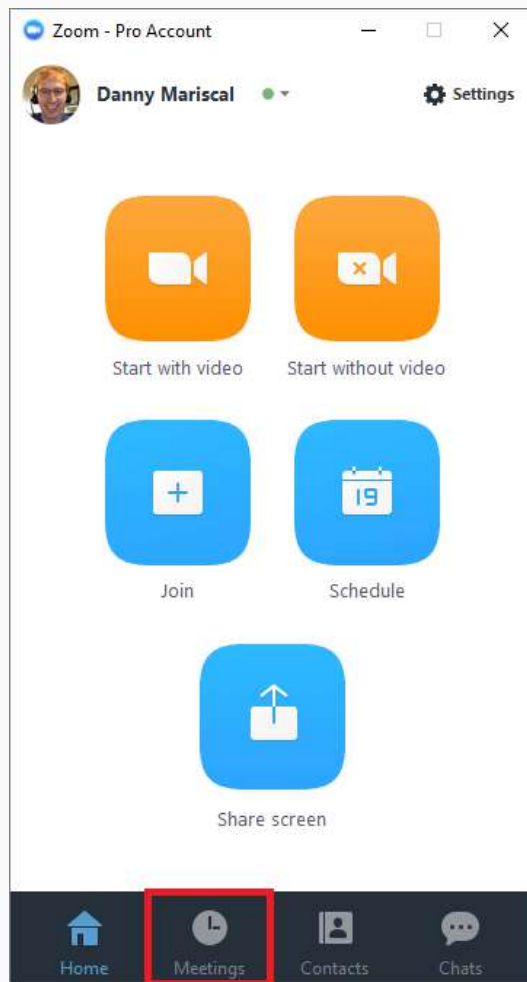 Zoom - Pro Account
Danny Mariscal
Settings
Start with video
Start without video
19
Join
Schedule
Share screen
Home
Meetings
Contacts
Chats